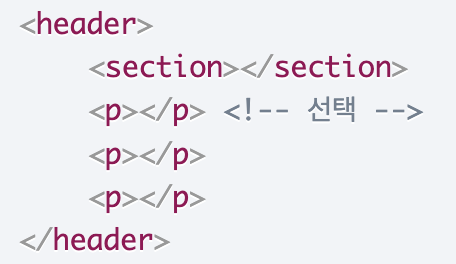 <header>
    <section></section>
    <p></p> <!-- 선택 -->
    <p></p>
    <p></p>
</header>